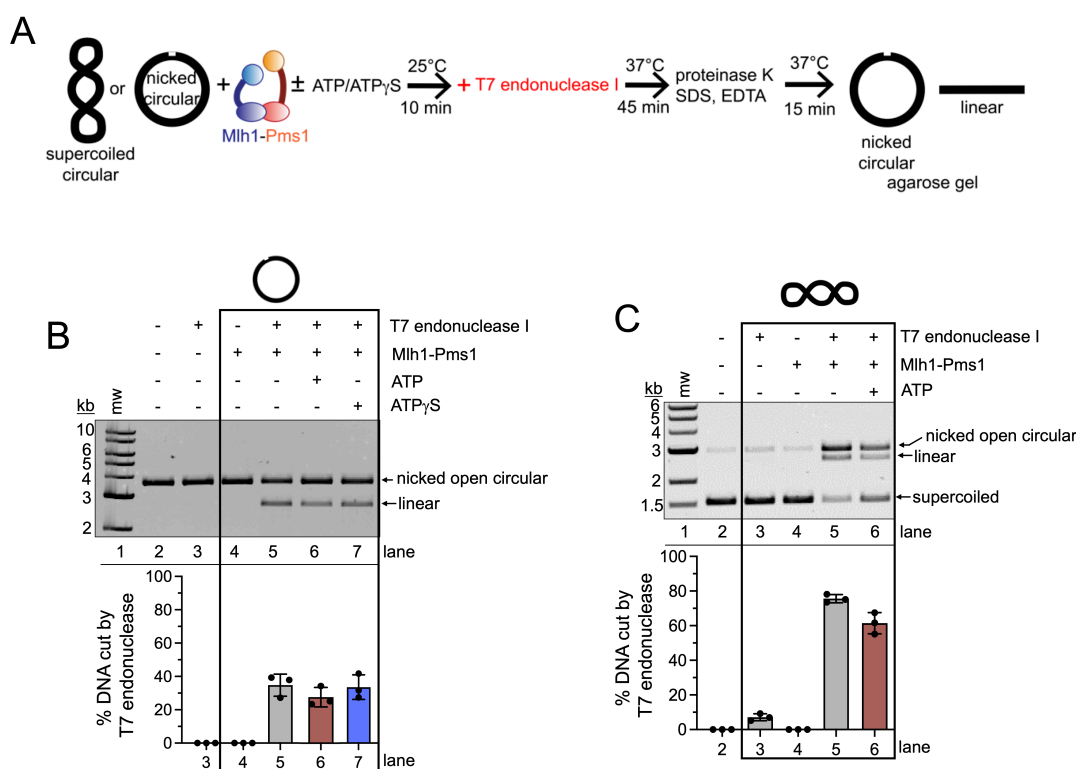 A
supercoiled
circular
or
nicked
circular
+
Mlh1-Pms1
± ATP/ATPγS
25°C
10 min
+ T7 endonuclease I
37°C
45 min
proteinase K
SDS, EDTA
37°C
15 min
nicked
circular
linear
agarose gel
B
- + - + + + T7 endonuclease I
- - + + + + Mlh1-Pms1
- - - - + - ATP
- - - - - + ATPγS
kb
mw
10
6
5
4
3
2
nicked open circular
linear
1 2 3 4 5 6 7 lane
% DNA cut by
T7 endonuclease
100
80
60
40
20
0
3 4 5 6 7 lane
C
- + - + + T7 endonuclease I
- - + + + Mlh1-Pms1
- - - - + ATP
kb
mw
6
5
4
3
2
1.5
nicked open circular
linear
supercoiled
1 2 3 4 5 6 lane
% DNA cut by
T7 endonuclease
100
80
60
40
20
0
2 3 4 5 6 lane